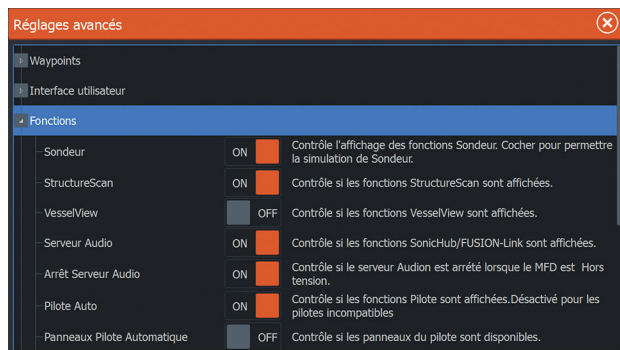 Réglages avancés
Waypoints
Interface utilisateur
Fonctions
Sondeur ON Contrôle l'affichage des fonctions Sondeur. Cocher pour permettre
la simulation de Sondeur.
StructureScan ON Contrôle si les fonctions StructureScan sont affichées.
VesselView OFF Contrôle si les fonctions VesselView sont affichées.
Serveur Audio ON Contrôle si les fonctions SonicHub/FUSION-Link sont affichées.
Arrêt Serveur Audio ON Contrôle si le serveur Audion est arrété lorsque le MFD est Hors
tension.
Pilote Auto ON Contrôle si les fonctions Pilote sont affichées.Désactivé pour les
pilotes incompatibles
Panneaux Pilote Automatique OFF Contrôle si les panneaux du pilote sont disponibles.